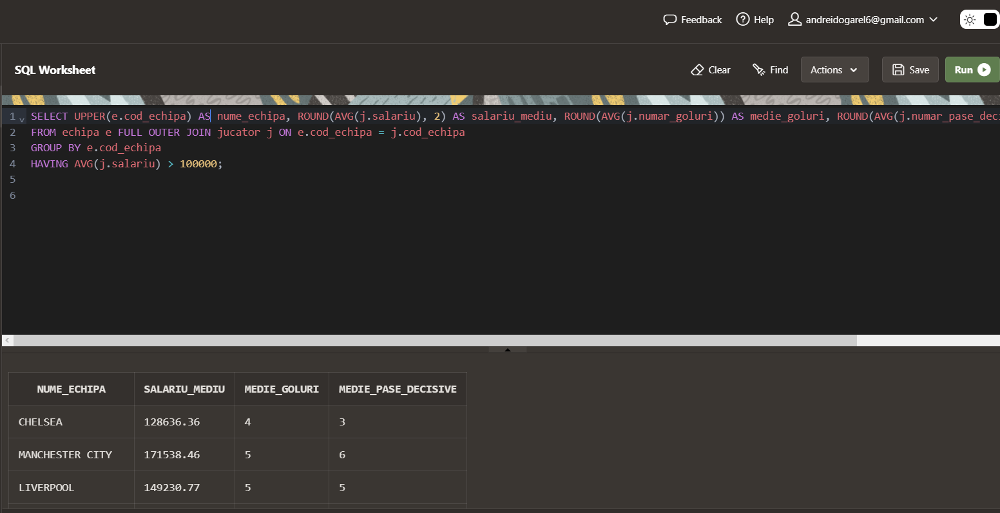 Feedback Help andreidogarel6@gmail.com
SQL Worksheet Clear Find Actions Save Run
1 SELECT UPPER(e.cod_echipa) AS nume_echipa, ROUND(AVG(j.salariu), 2) AS salariu_mediu, ROUND(AVG(j.numar_goluri)) AS medie_goluri, ROUND(AVG(j.numar_pase_deci
2 FROM echipa e FULL OUTER JOIN jucator j ON e.cod_echipa = j.cod_echipa
3 GROUP BY e.cod_echipa
4 HAVING AVG(j.salariu) > 100000;
5
6
NUME_ECHIPA SALARIU_MEDIU MEDIE_GOLURI MEDIE_PASE_DECISIVE
CHELSEA 128636.36 4 3
MANCHESTER CITY 171538.46 5 6
LIVERPOOL 149230.77 5 5